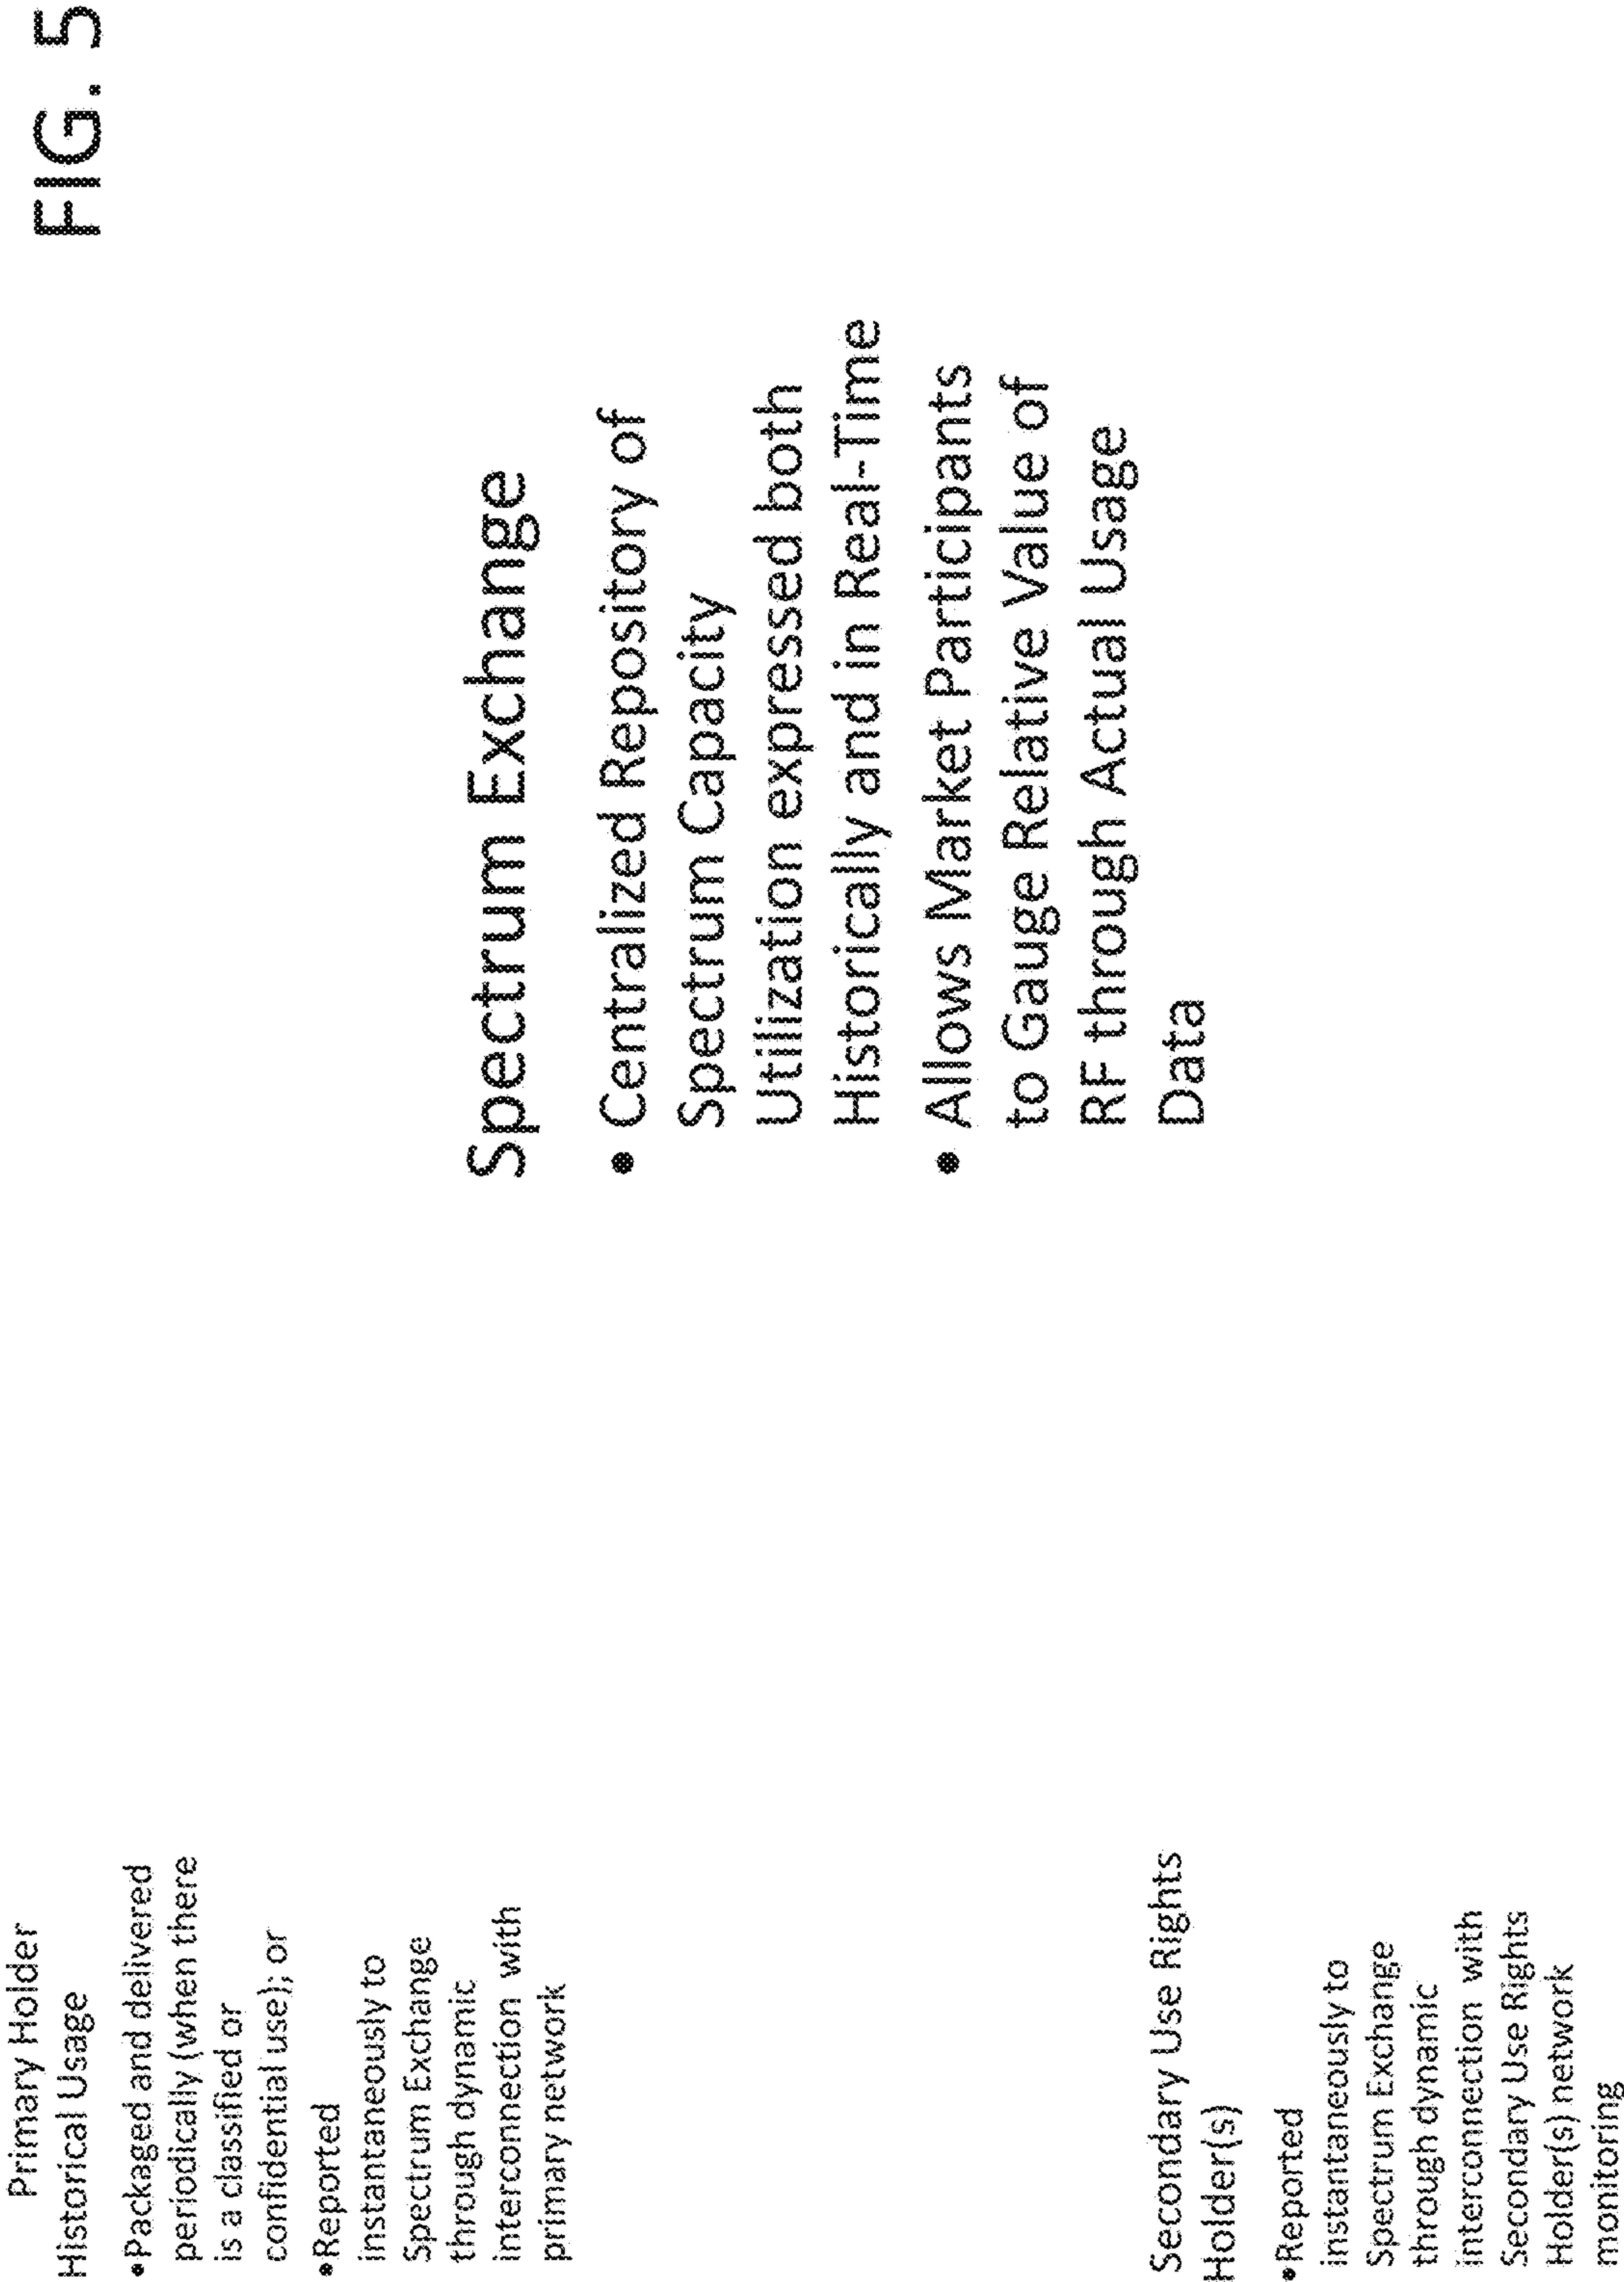 FIG. 5
Primary Holder
Historical Usage
•Packaged and delivered
periodically (when there
is a classified or
confidential use); or
•Reported
instantaneously to
Spectrum Exchange
through dynamic
interconnection with
primary network
Secondary Use Rights
Holder(s)
•Reported
instantaneously to
Spectrum Exchange
through dynamic
interconnection with
Secondary Use Rights
Holder(s) network
monitoring
Spectrum Exchange
• Centralized Repository of
Spectrum Capacity
Utilization expressed both
Historically and in Real-Time
• Allows Market Participants
to Gauge Relative Value of
RF through Actual Usage
Data